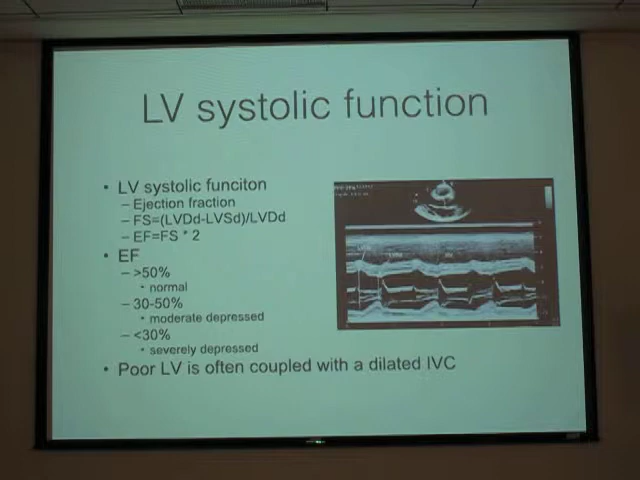 LV systolic function
• LV systolic funciton
– Ejection fraction
– FS=(LVDd-LVSd)/LVDd
– EF=FS * 2
• EF
– >50%
• normal
– 30-50%
• moderate depressed
– <30%
• severely depressed
• Poor LV is often coupled with a dilated IVC